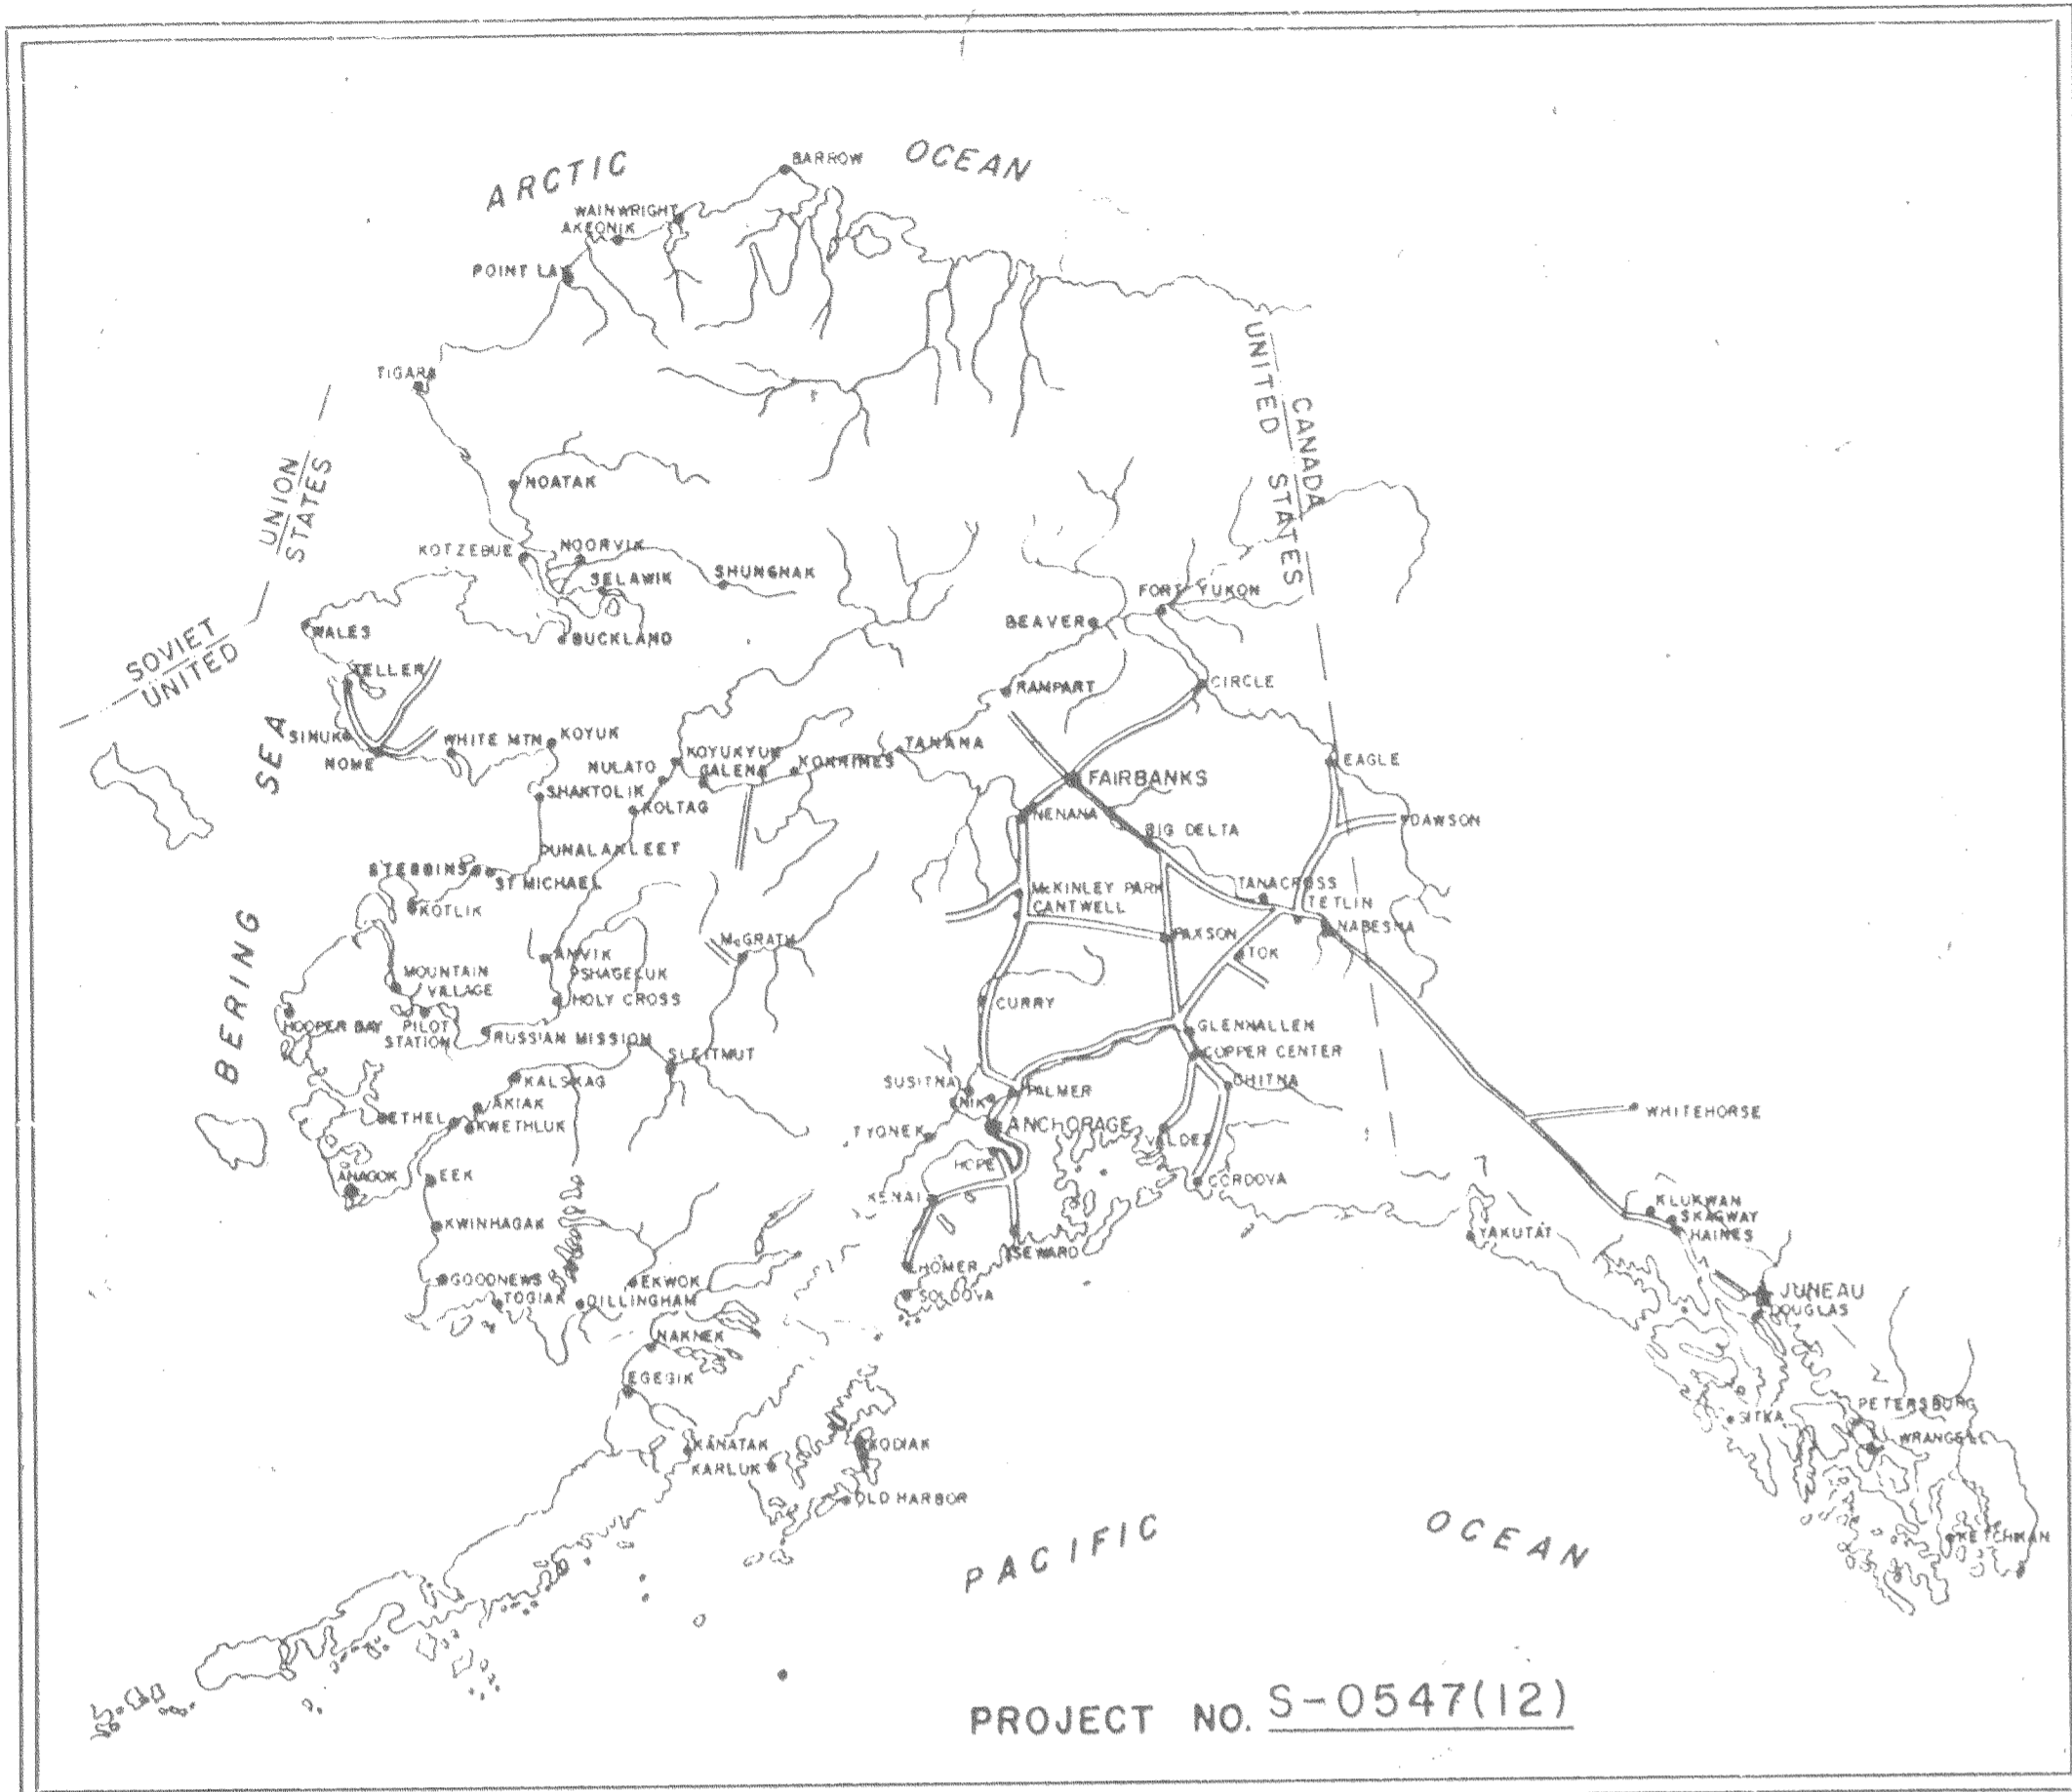 ARCTIC OCEAN
BARROW
WAINWRIGHT
AKEONIK
POINT LAY
TIGARA
UNITED STATES
CANADA
UNION
STATES
SOVIET
UNITED
NOATAK
KOTZEBUE
NOORVIK
SELAWIK
SHUNGNAK
BUCKLAND
WALES
TELLER
SINUK
NOME
WHITE MTN
KOYUK
BERING SEA
FORT YUKON
BEAVER
RAMPART
CIRCLE
TANANA
KOYUKYUK
GALENA
KOKRINES
NULATO
KOLTAG
SHAKTOLIK
UNALAKLEET
STEBBINS
ST MICHAEL
KOTLIK
EAGLE
FAIRBANKS
NENANA
BIG DELTA
DAWSON
McKINLEY PARK
CANTWELL
TANACROSS
TETLIN
NABESNA
PAXSON
TOK
McGRATH
ANVIK
SHAGELUK
HOLY CROSS
MOUNTAIN
VILLAGE
HOOPER BAY
PILOT
STATION
RUSSIAN MISSION
SLEITMUT
CURRY
GLENNALLEN
COPPER CENTER
CHITNA
KALSKAG
AKIAK
BETHEL
KWETHLUK
SUSITNA
NIK
PALMER
ANCHORAGE
TYONEK
HOPE
VALDEZ
CORDOVA
WHITEHORSE
ANAGOK
EEK
KWINHAGAK
KENAI
SEWARD
HOMER
SOLDOVA
YAKUTAT
KLUKWAN
SKAGWAY
HAINES
GOODNEWS
TOGIAK
DILLINGHAM
EKWOK
NAKNEK
EGEGIK
JUNEAU
DOUGLAS
KANATAK
KARLUK
KODIAK
OLD HARBOR
SITKA
PETERSBURG
WRANGELL
KETCHIKAN
PACIFIC OCEAN
PROJECT NO. S-0547(12)